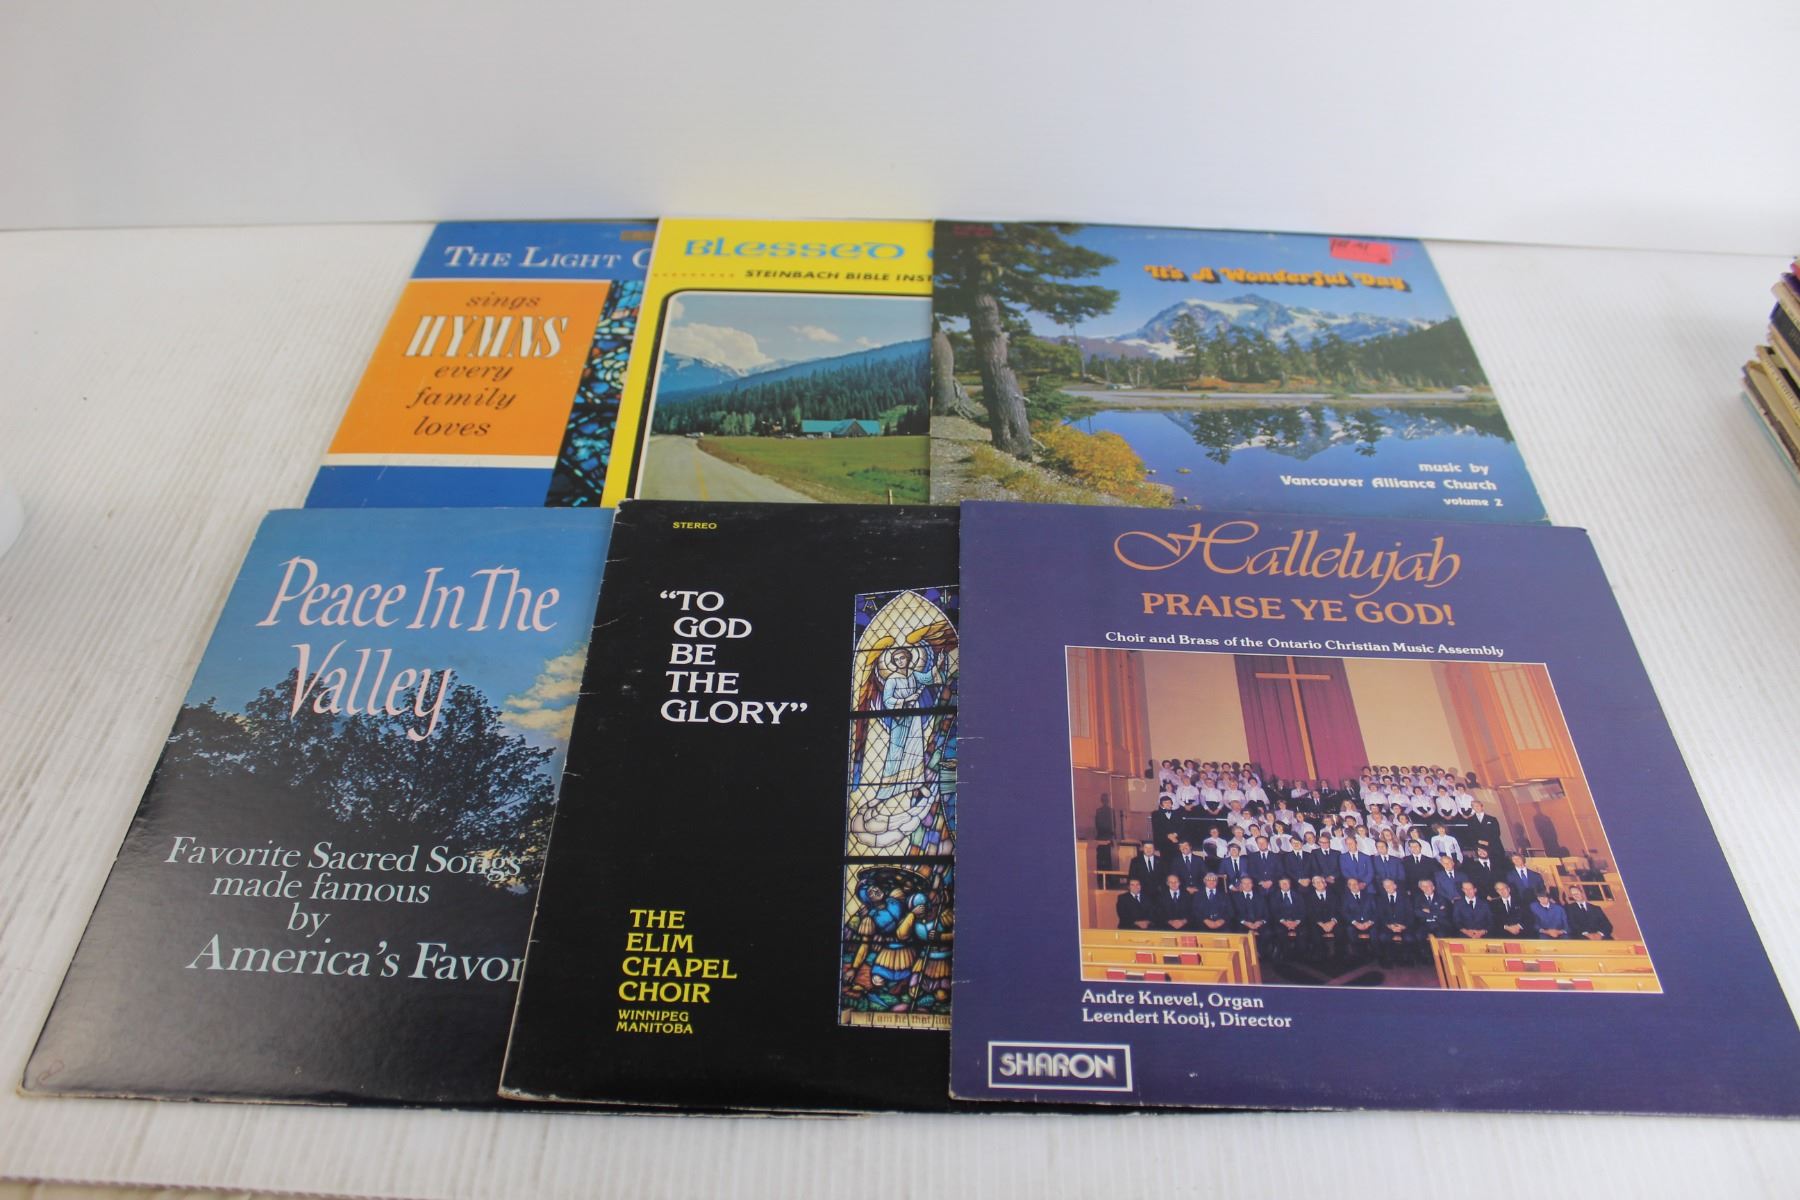 THE LIGHT
sings
HYMNS
every
family
loves
BLESSED
STEINBACH BIBLE INST
It's A Wonderful Day
music by
Vancouver Alliance Church
volume 2
Peace In The
Valley
Favorite Sacred Songs
made famous
by
America's Favor
STEREO
"TO
GOD
BE
THE
GLORY"
THE
ELIM
CHAPEL
CHOIR
WINNIPEG
MANITOBA
I am he that
Hallelujah
PRAISE YE GOD!
Choir and Brass of the Ontario Christian Music Assembly
Andre Knevel, Organ
Leendert Kooij, Director
SHARON